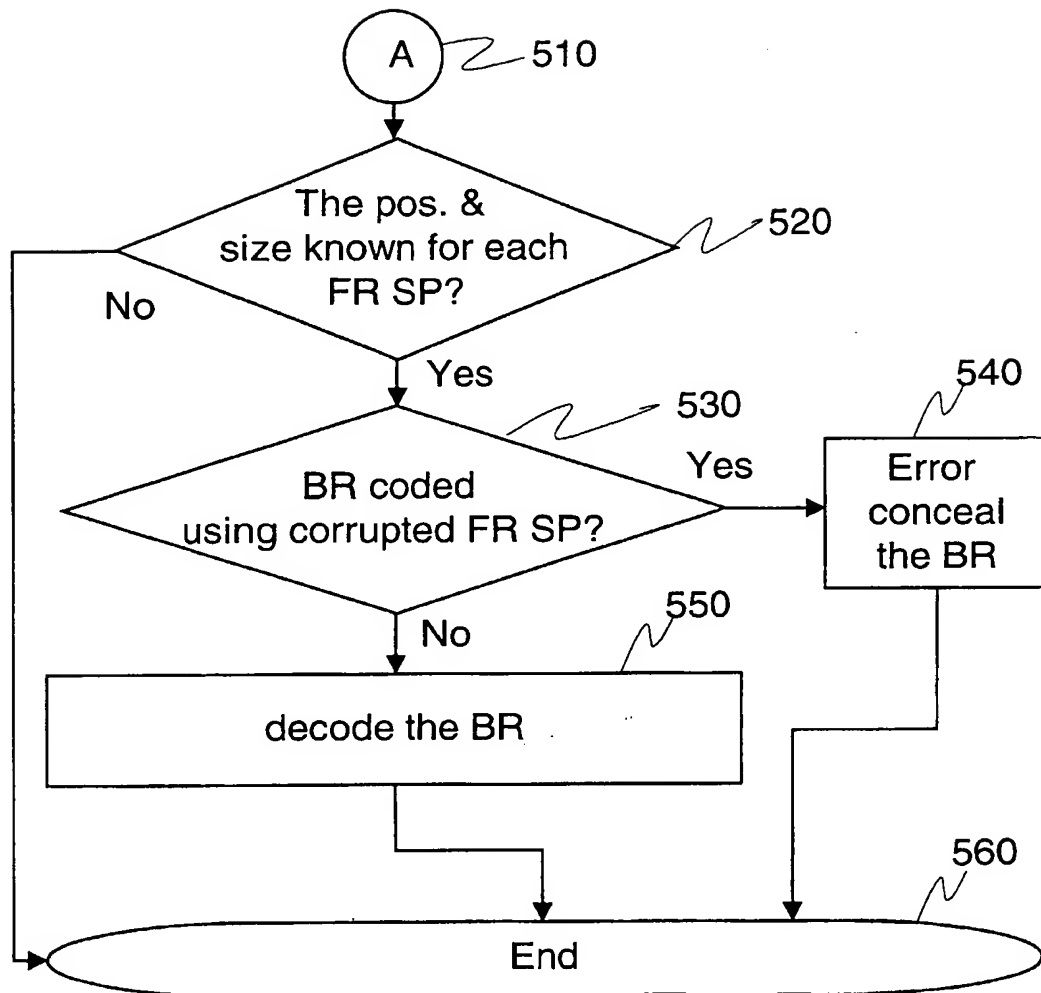 A
510
The pos. &
size known for each
FR SP?
520
No
Yes
530
540
BR coded
using corrupted FR SP?
Yes
Error
conceal
the BR
No
550
decode the BR
560
End